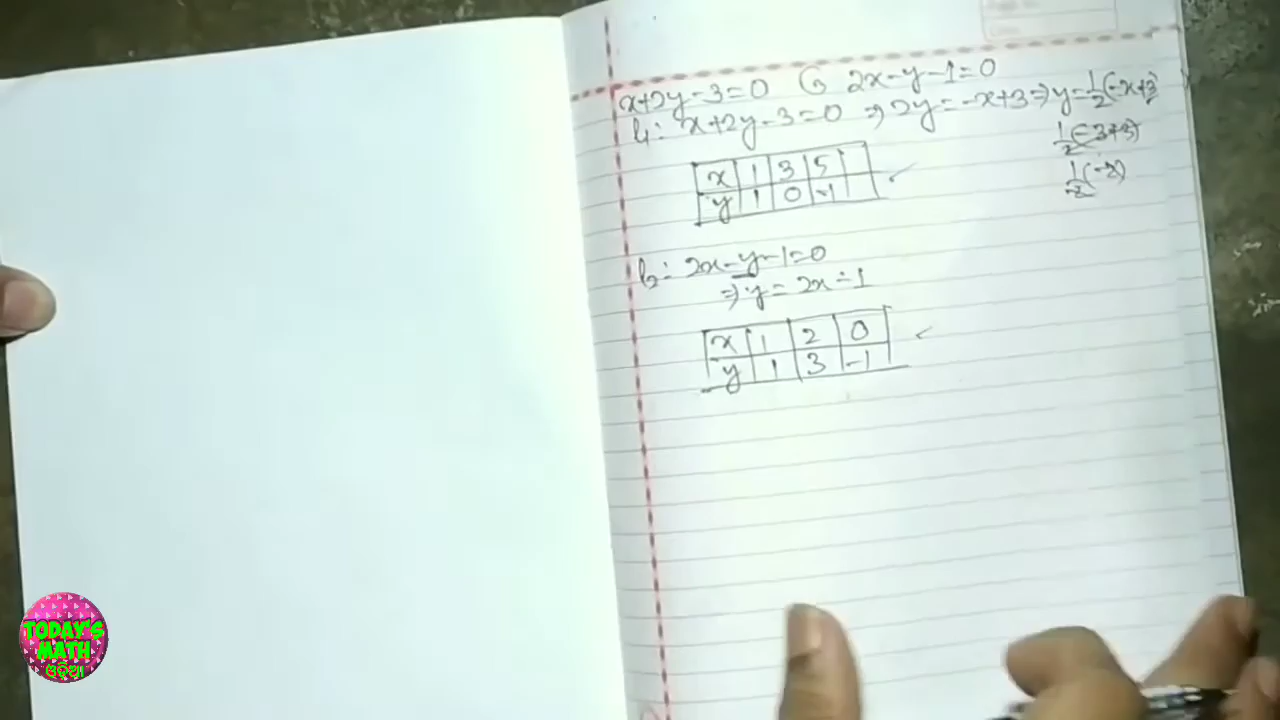 x+2y-3=0 ও 2x-y-1=0
L₁: x+2y-3=0 ⇒ 2y=-x+3 ⇒ y=1/2(-x+3)
1/2(-3+3)
1/2(-2)
x 1 3 5
y 1 0 -1
L₂: 2x-y-1=0
⇒ y = 2x-1
x 1 2 0
y 1 3 -1
TODAY'S
MATH
ଓଡ଼ିଆ